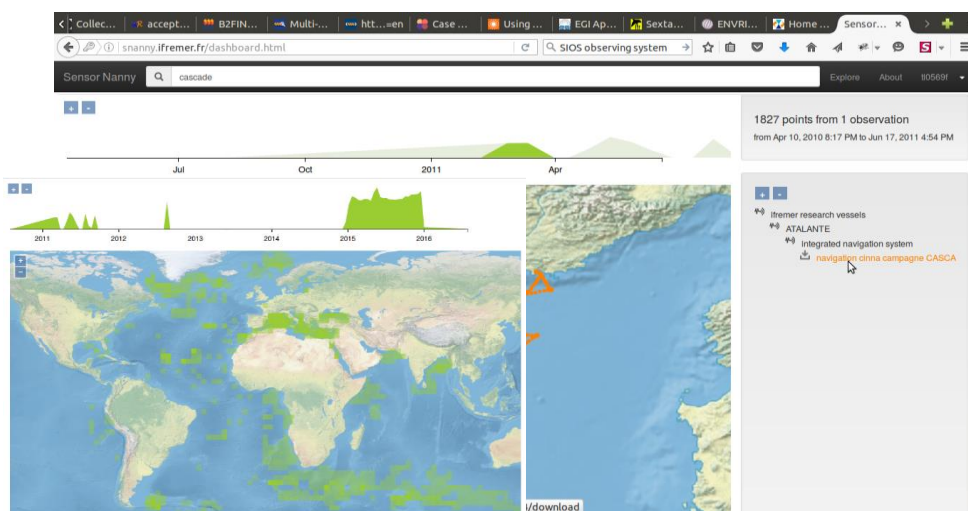 Collec... accept... B2FIN... Multi-... htt...=en Case ... Using ... EGI Ap... Sexta... ENVRI... Home ... Sensor...
snanny.ifremer.fr/dashboard.html SIOS observing system
Sensor Nanny cascade Explore About tl0569f
+ -
1827 points from 1 observation
from Apr 10, 2010 8:17 PM to Jun 17, 2011 4:54 PM
Jul Oct 2011 Apr
+ -
2011 2012 2013 2014 2015 2016
+
-
+ -
Ifremer research vessels
ATALANTE
Integrated navigation system
navigation cinna campagne CASCA
/download